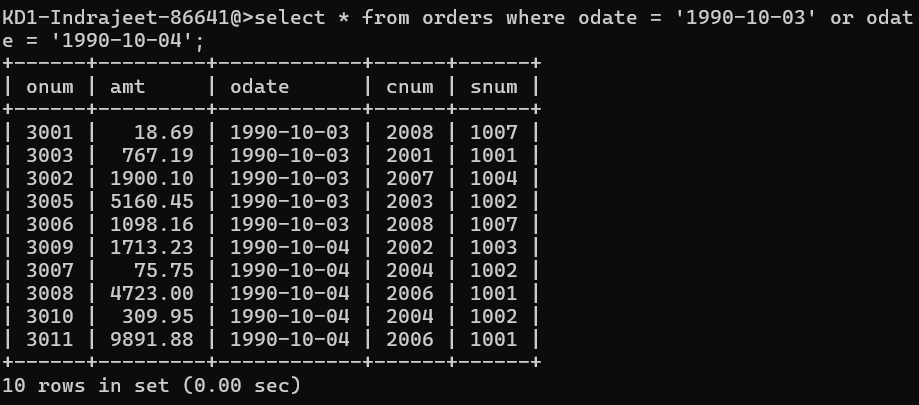 KD1-Indrajeet-86641@>select * from orders where odate = '1990-10-03' or odat
e = '1990-10-04';
+------+---------+------------+------+------+
| onum | amt     | odate      | cnum | snum |
+------+---------+------------+------+------+
| 3001 |   18.69 | 1990-10-03 | 2008 | 1007 |
| 3003 |  767.19 | 1990-10-03 | 2001 | 1001 |
| 3002 | 1900.10 | 1990-10-03 | 2007 | 1004 |
| 3005 | 5160.45 | 1990-10-03 | 2003 | 1002 |
| 3006 | 1098.16 | 1990-10-03 | 2008 | 1007 |
| 3009 | 1713.23 | 1990-10-04 | 2002 | 1003 |
| 3007 |   75.75 | 1990-10-04 | 2004 | 1002 |
| 3008 | 4723.00 | 1990-10-04 | 2006 | 1001 |
| 3010 |  309.95 | 1990-10-04 | 2004 | 1002 |
| 3011 | 9891.88 | 1990-10-04 | 2006 | 1001 |
+------+---------+------------+------+------+
10 rows in set (0.00 sec)